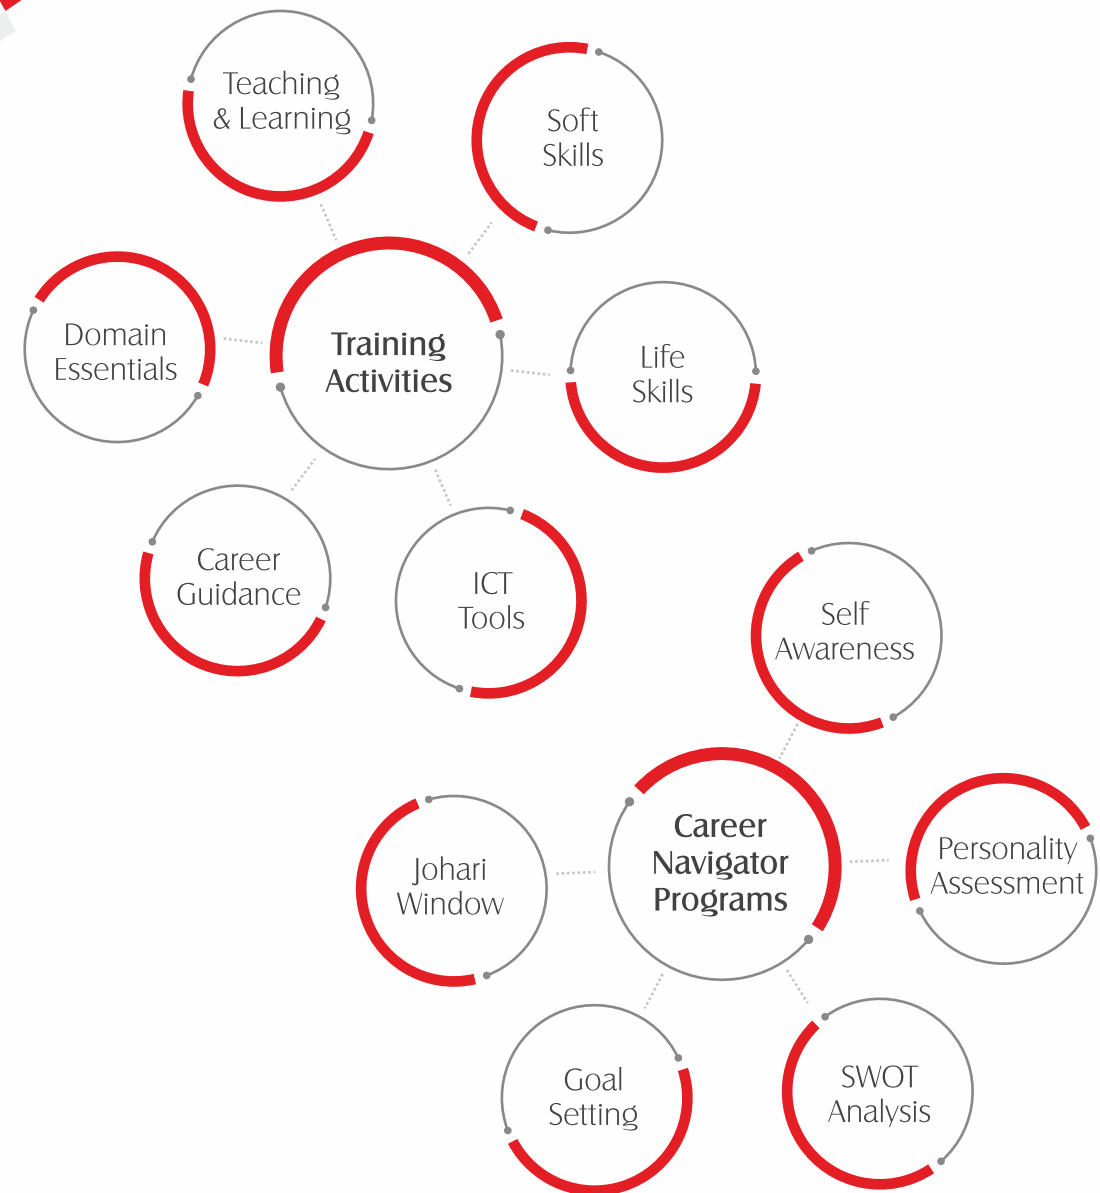 Teaching
& Learning
Soft
Skills
Domain
Essentials
Training
Activities
Life
Skills
Career
Guidance
ICT
Tools
Self
Awareness
Johari
Window
Career
Navigator
Programs
Personality
Assessment
Goal
Setting
SWOT
Analysis